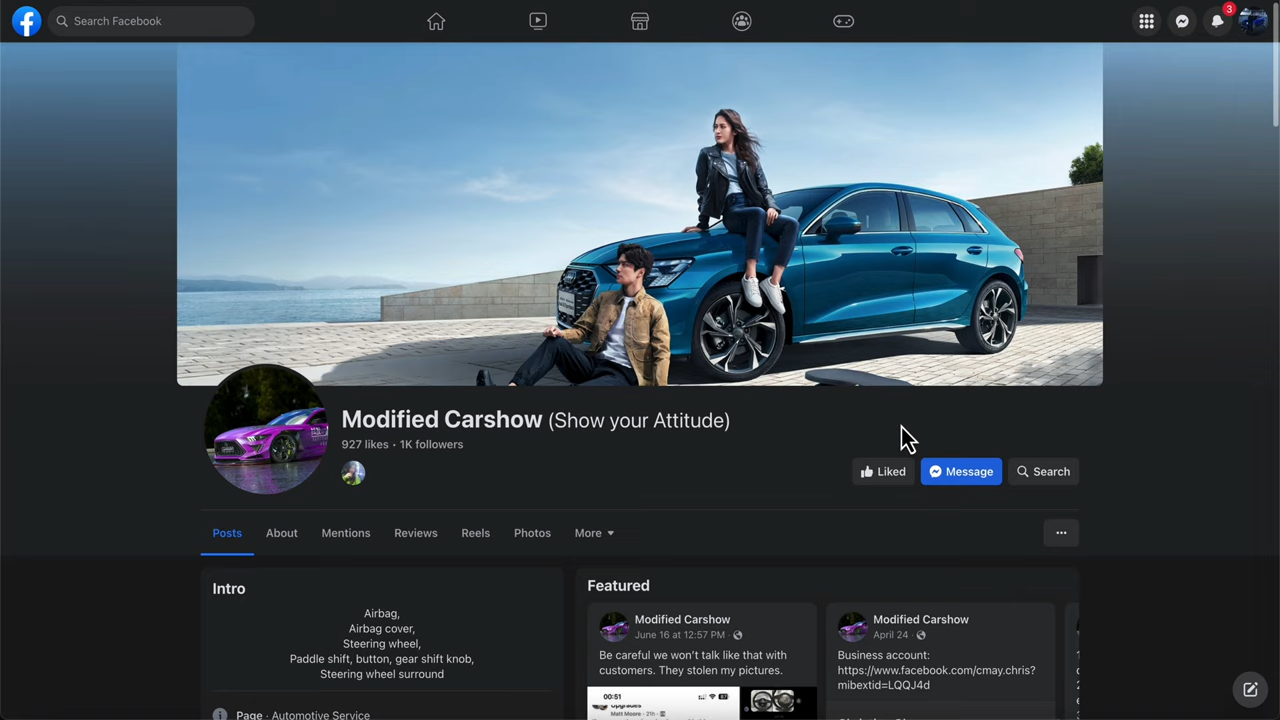 Search Facebook
3
Modified Carshow (Show your Attitude)
927 likes • 1K followers
Liked
Message
Search
Posts
About
Mentions
Reviews
Reels
Photos
More
Intro
Airbag,
Airbag cover,
Steering wheel,
Paddle shift, button, gear shift knob,
Steering wheel surround
Page · Automotive Service
Featured
Modified Carshow
June 16 at 12:57 PM ·
Be careful we won't talk like that with
customers. They stolen my pictures.
00:51
Matt Moore
Modified Carshow
April 24 ·
Business account:
https://www.facebook.com/cmay.chris?
mibextid=LQQJ4d